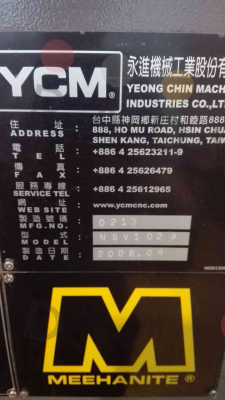 YCM®
永進機械工業股份有
YEONG CHIN MACH
INDUSTRIES CO.,LT
住址 : 台中縣神岡鄉新庄村和睦路888
ADDRESS 888, HO MU ROAD, HSIN CHUA
SHEN KANG, TAICHUNG, TAIW
電話 TEL : +886 4 25623211-9
傳真 FAX : +886 4 25626479
服務專線 SERVICE TEL : +886 4 25612965
網址 WEB SITE : www.ycmcnc.com
製造號碼 MFG.NO. : 0210
型式 MODEL : NSV102A
製造日期 DATE : 2008.04
M
MEEHANITE®